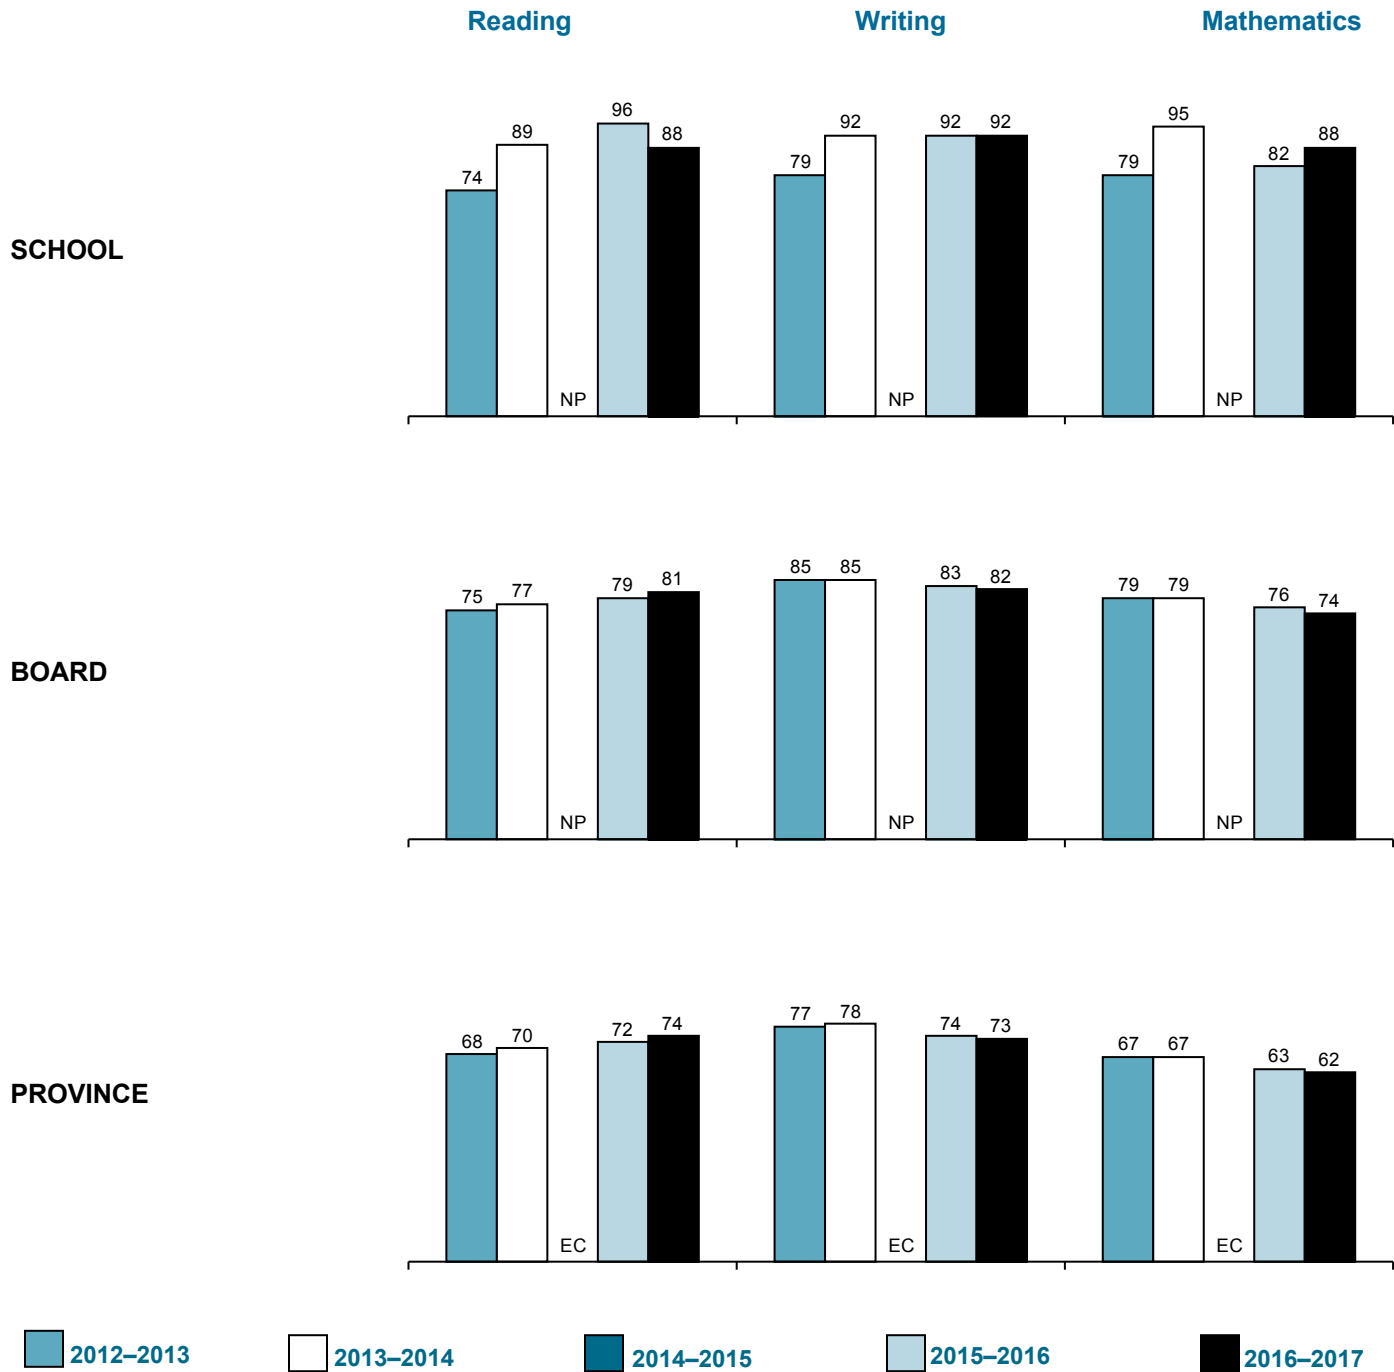 Reading Writing Mathematics
SCHOOL
74 89 NP 96 88
79 92 NP 92 92
79 95 NP 82 88
BOARD
75 77 NP 79 81
85 85 NP 83 82
79 79 NP 76 74
PROVINCE
68 70 EC 72 74
77 78 EC 74 73
67 67 EC 63 62
2012–2013 2013–2014 2014–2015 2015–2016 2016–2017